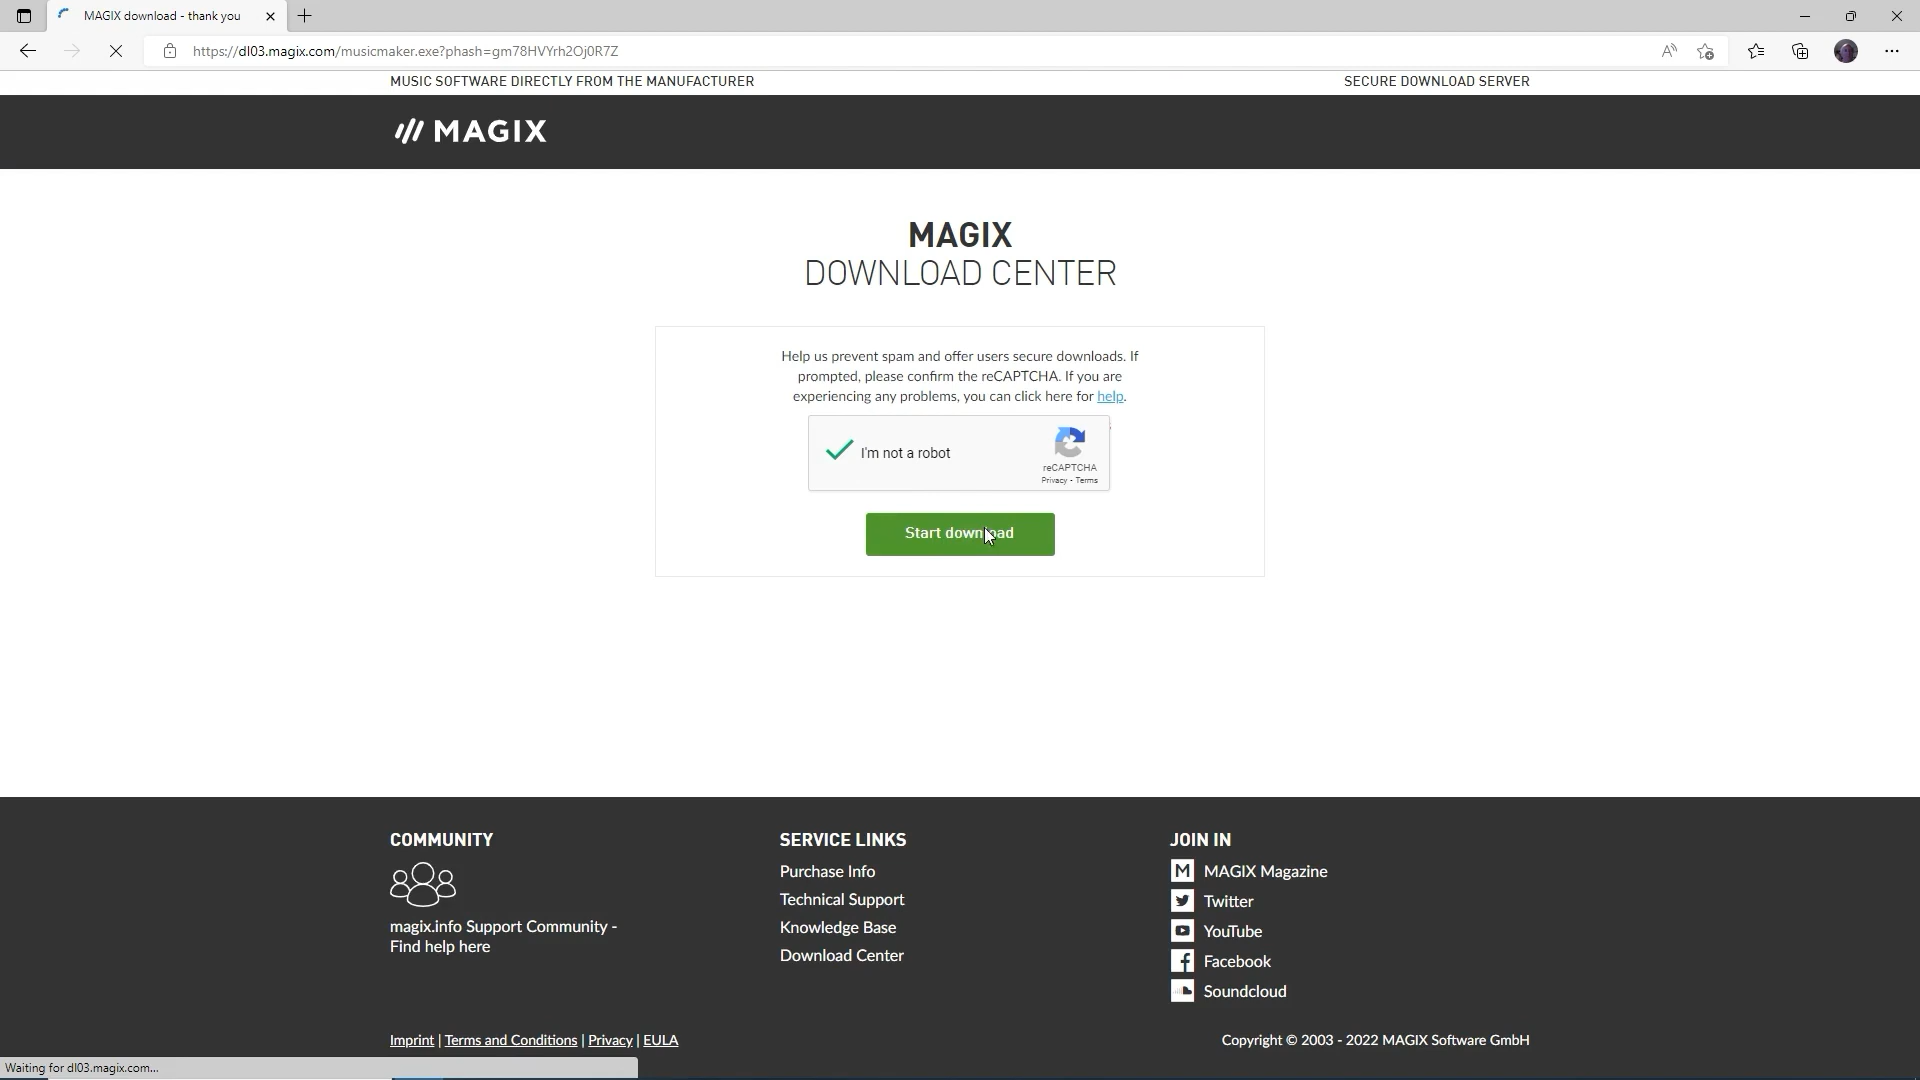 MAGIX download - thank you
https://dl03.magix.com/musicmaker.exe?phash=gm78HVYrh2Oj0R7Z
MUSIC SOFTWARE DIRECTLY FROM THE MANUFACTURER
SECURE DOWNLOAD SERVER
MAGIX
MAGIX
DOWNLOAD CENTER
Help us prevent spam and offer users secure downloads. If
prompted, please confirm the reCAPTCHA. If you are
experiencing any problems, you can click here for help.
I'm not a robot
reCAPTCHA
Privacy - Terms
Start download
COMMUNITY
magix.info Support Community -
Find help here
SERVICE LINKS
Purchase Info
Technical Support
Knowledge Base
Download Center
JOIN IN
MAGIX Magazine
Twitter
YouTube
Facebook
Soundcloud
Imprint | Terms and Conditions | Privacy | EULA
Copyright © 2003 - 2022 MAGIX Software GmbH
Waiting for dl03.magix.com...